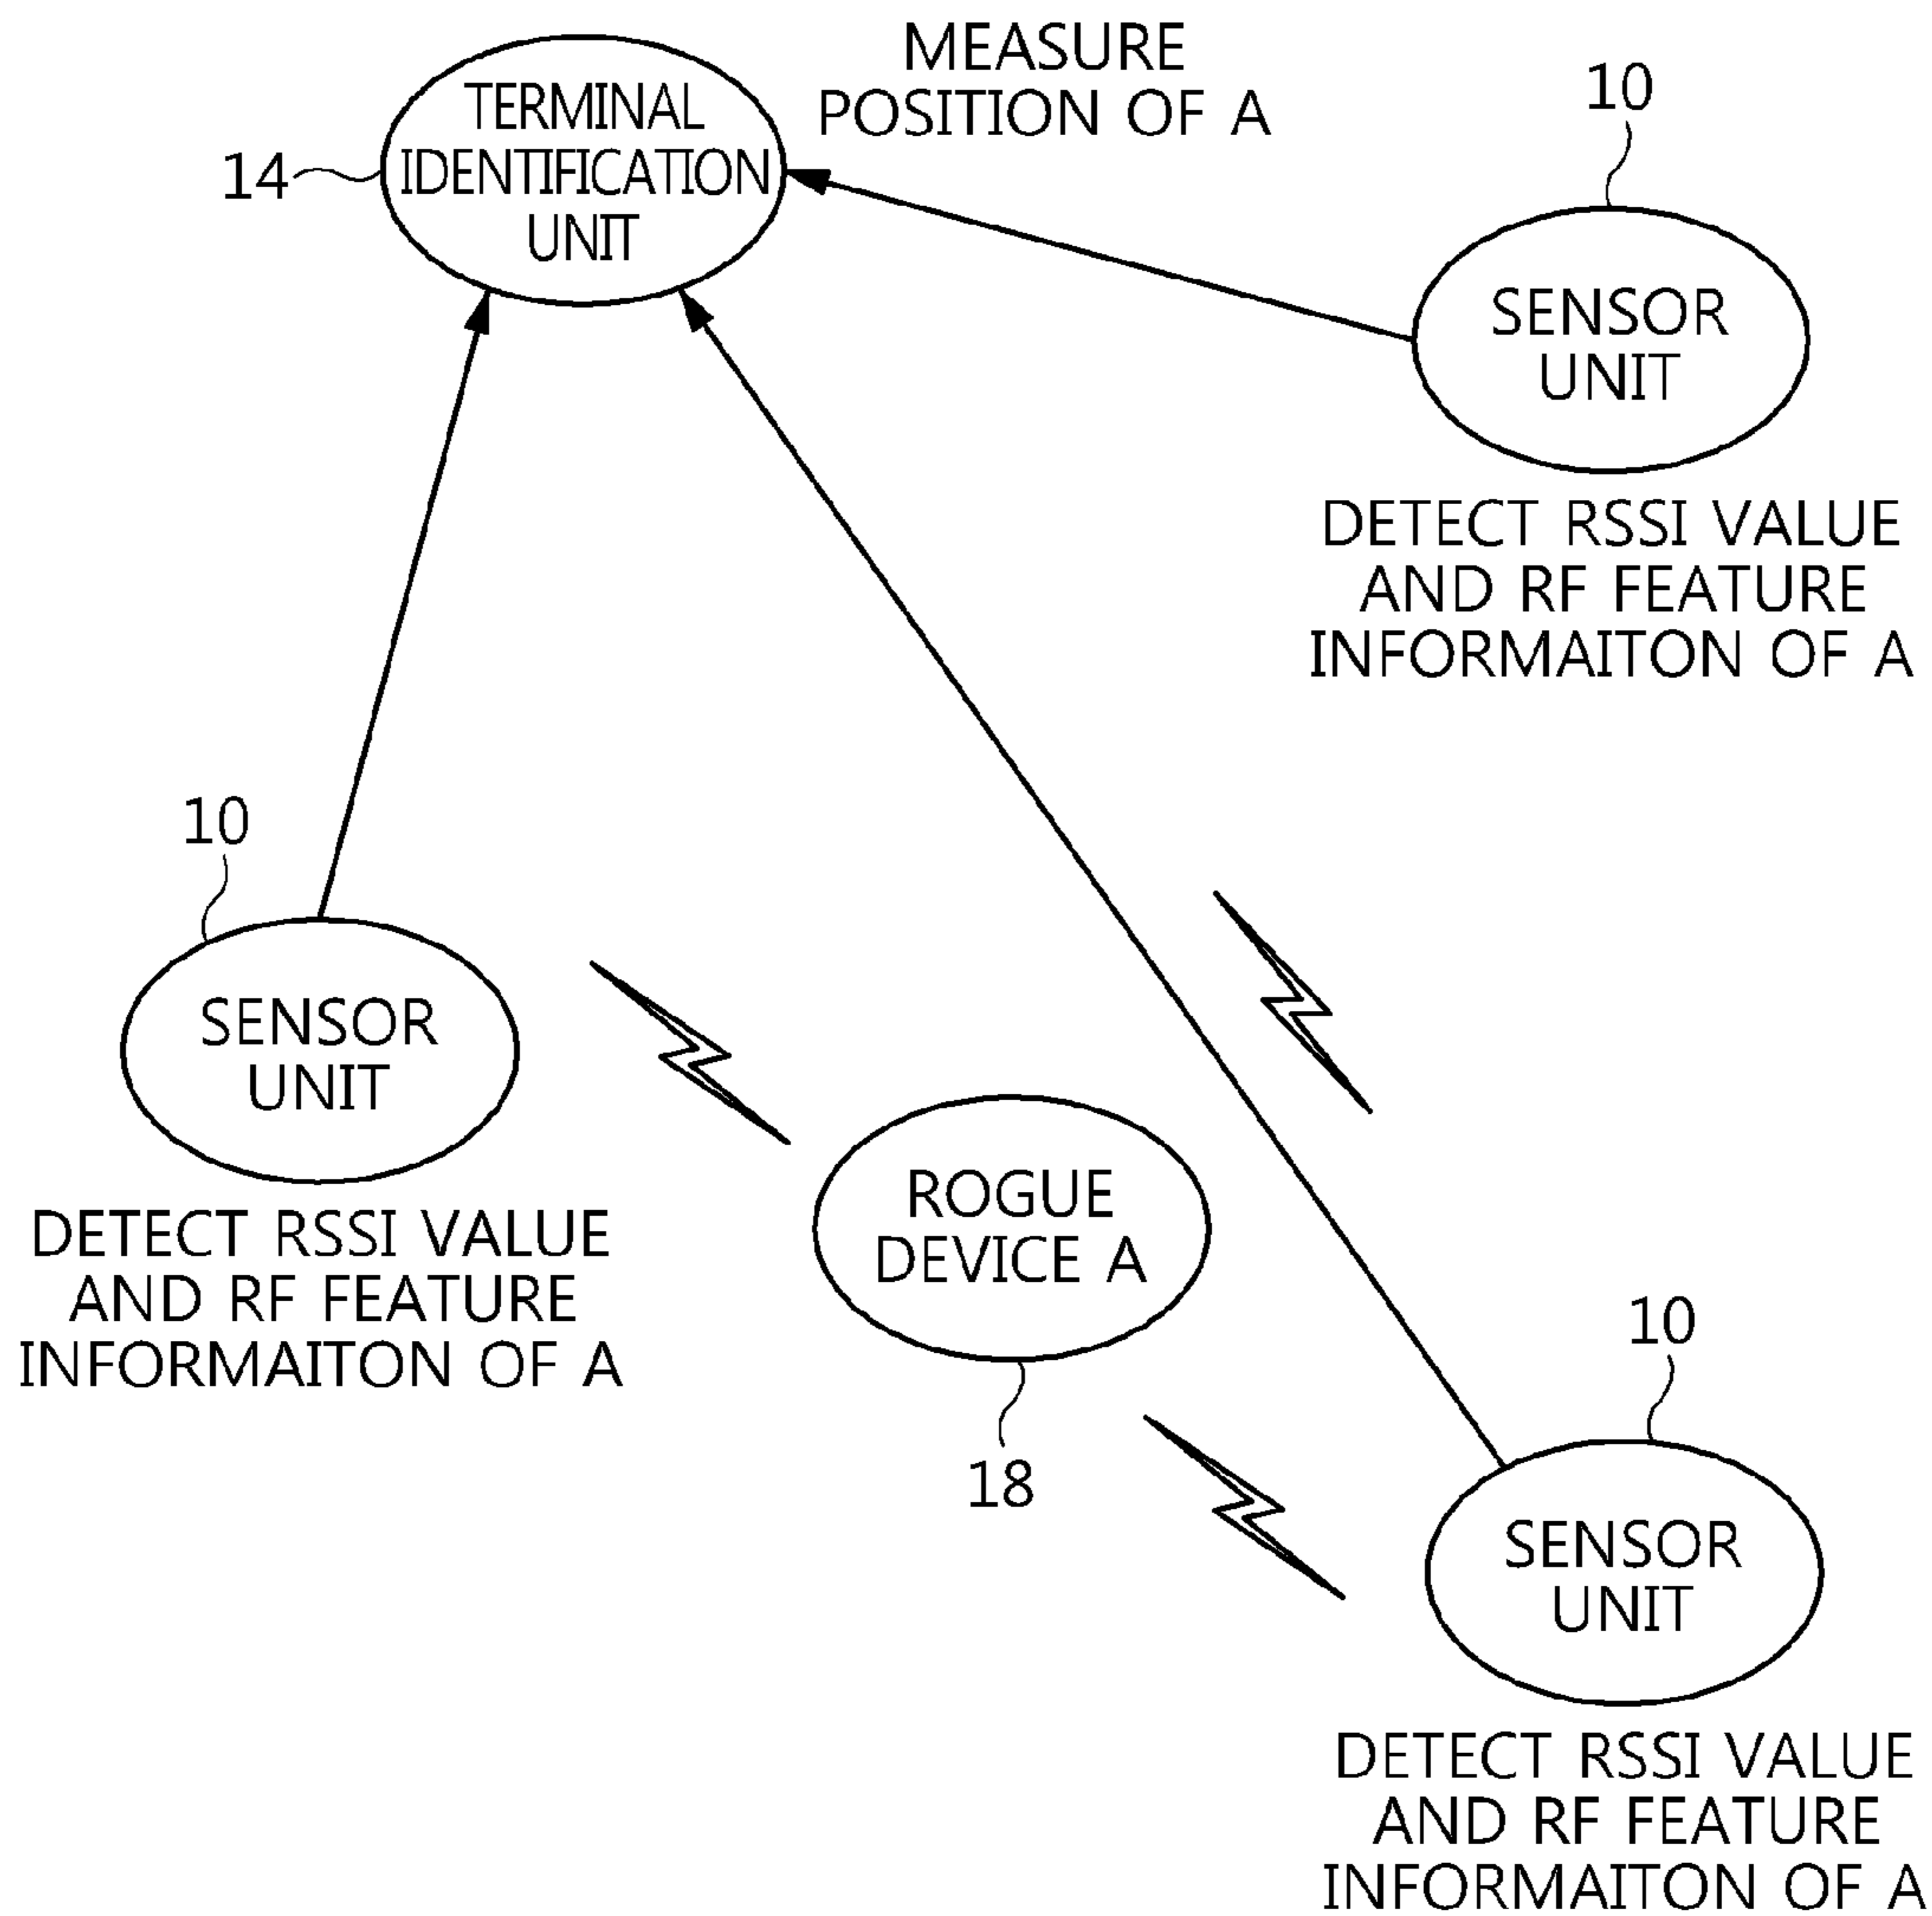 MEASURE
POSITION OF A
TERMINAL
IDENTIFICATION
UNIT
14
10
SENSOR
UNIT
DETECT RSSI VALUE
AND RF FEATURE
INFORMAITON OF A
10
SENSOR
UNIT
DETECT RSSI VALUE
AND RF FEATURE
INFORMAITON OF A
ROGUE
DEVICE A
18
10
SENSOR
UNIT
DETECT RSSI VALUE
AND RF FEATURE
INFORMAITON OF A